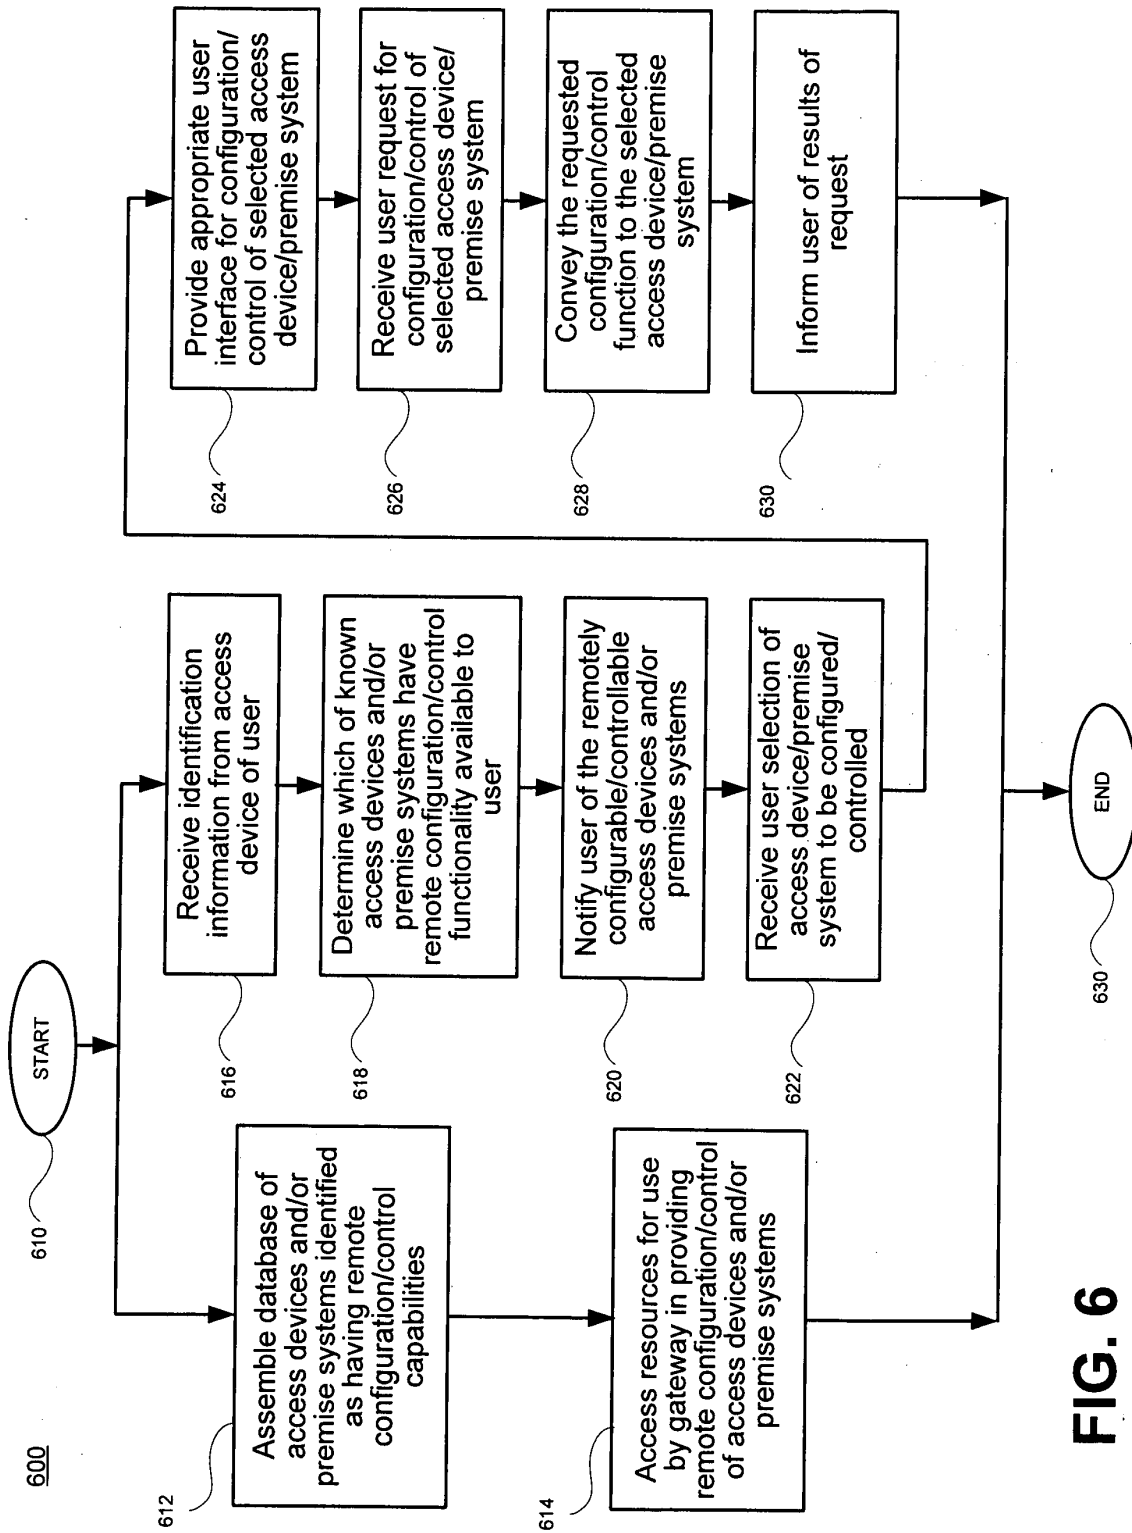 600
610
START
612
Assemble database of
access devices and/or
premise systems identified
as having remote
configuration/control
capabilities
614
Access resources for use
by gateway in providing
remote configuration/control
of access devices and/or
premise systems
616
Receive identification
information from access
device of user
618
Determine which of known
access devices and/or
premise systems have
remote configuration/control
functionality available to
user
620
Notify user of the remotely
configurable/controllable
access devices and/or
premise systems
622
Receive user selection of
access device/premise
system to be configured/
controlled
624
Provide appropriate user
interface for configuration/
control of selected access
device/premise system
626
Receive user request for
configuration/control of
selected access device/
premise system
628
Convey the requested
configuration/control
function to the selected
access device/premise
system
630
Inform user of results of
request
630
END
FIG. 6